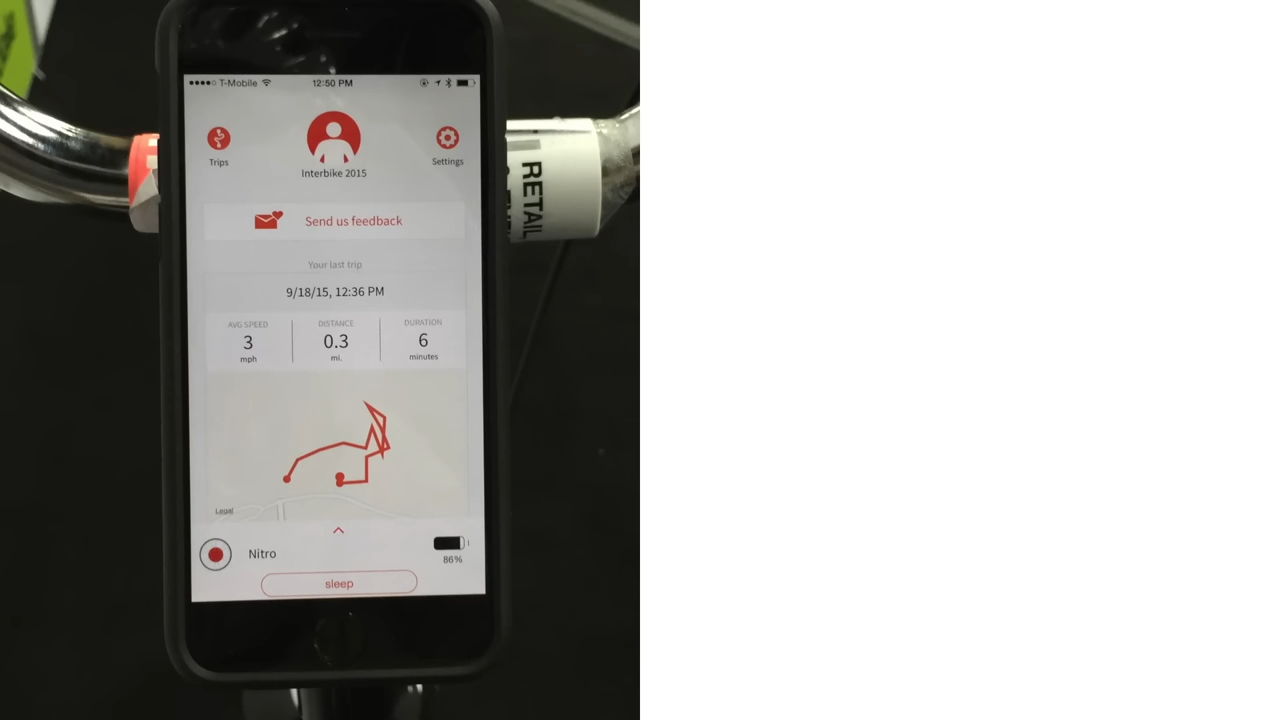 T-Mobile
12:50 PM
Trips
Interbike 2015
Settings
Send us feedback
Your last trip
9/18/15, 12:36 PM
AVG SPEED
3
mph
DISTANCE
0.3
mi.
DURATION
6
minutes
Legal
Nitro
86%
sleep
RETAIL